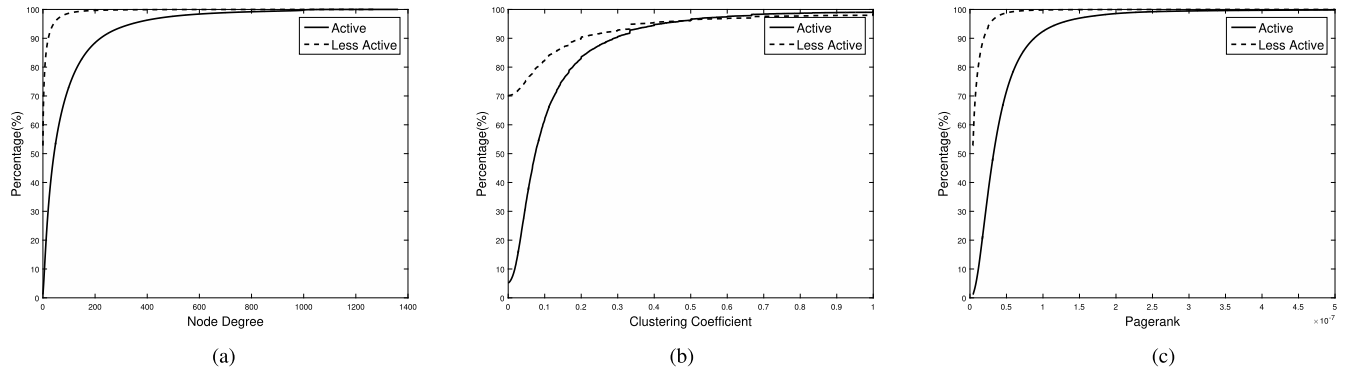 100
90
80
70
60
50
40
30
20
10
0
Percentage(%)
0 200 400 600 800 1000 1200 1400
Node Degree
Active
Less Active
(a)
100
90
80
70
60
50
40
30
20
10
0
Percentage(%)
0 0.1 0.2 0.3 0.4 0.5 0.6 0.7 0.8 0.9 1
Clustering Coefficient
Active
Less Active
(b)
100
90
80
70
60
50
40
30
20
10
0
Percentage(%)
0 0.5 1 1.5 2 2.5 3 3.5 4 4.5 5
×10⁻⁷
Pagerank
Active
Less Active
(c)